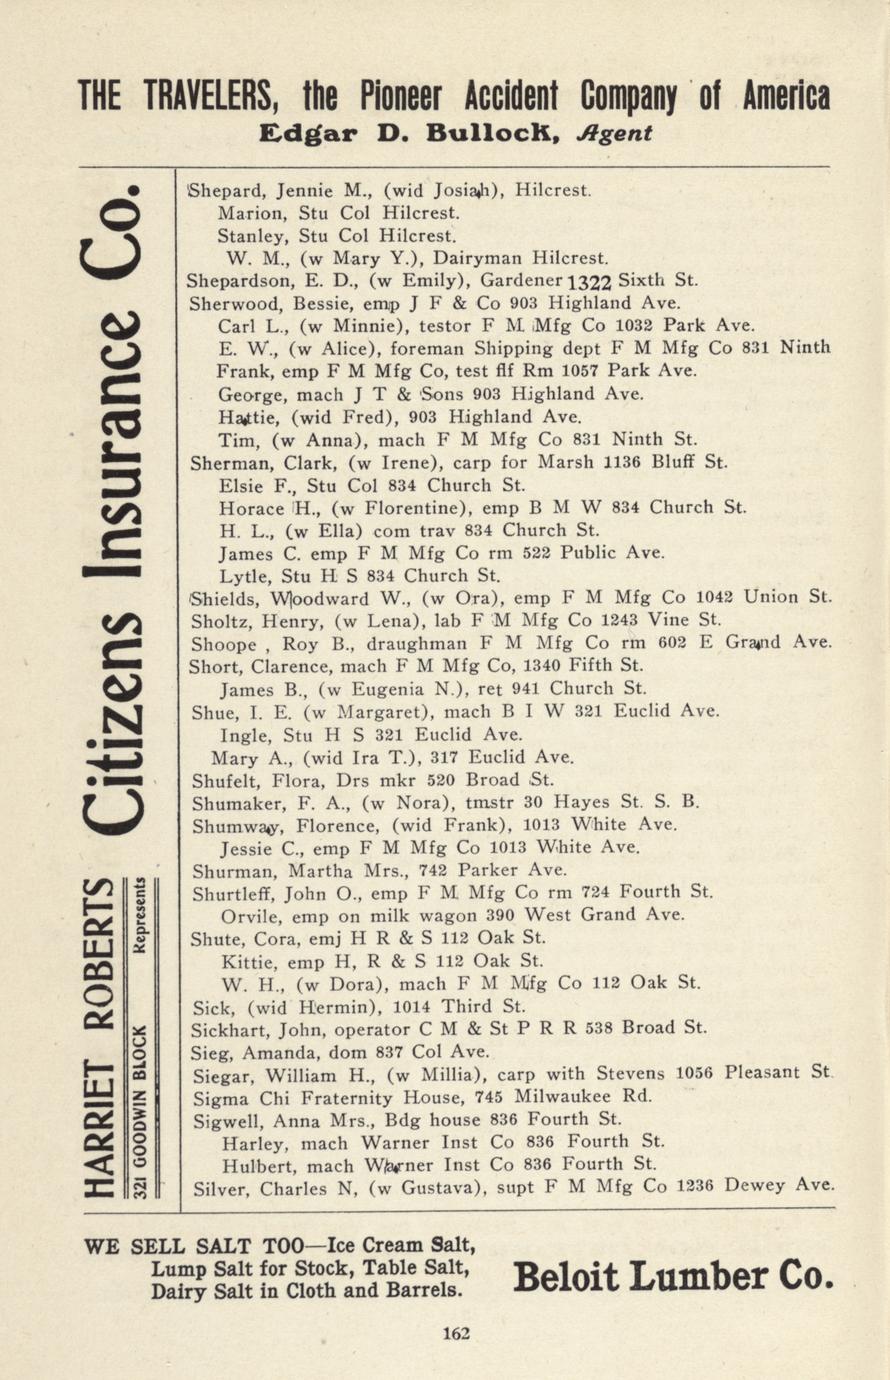 THE TRAVELERS, the Pioneer Accident Company of America
Edgar D. Bullock, Agent
Citizens Insurance Co.
HARRIET ROBERTS
321 GOODWIN BLOCK Represents
Shepard, Jennie M., (wid Josiah), Hilcrest.
Marion, Stu Col Hilcrest.
Stanley, Stu Col Hilcrest.
W. M., (w Mary Y.), Dairyman Hilcrest.
Shepardson, E. D., (w Emily), Gardener 1322 Sixth St.
Sherwood, Bessie, emp J F & Co 903 Highland Ave.
Carl L., (w Minnie), testor F M Mfg Co 1032 Park Ave.
E. W., (w Alice), foreman Shipping dept F M Mfg Co 831 Ninth
Frank, emp F M Mfg Co, test flf Rm 1057 Park Ave.
George, mach J T & Sons 903 Highland Ave.
Hattie, (wid Fred), 903 Highland Ave.
Tim, (w Anna), mach F M Mfg Co 831 Ninth St.
Sherman, Clark, (w Irene), carp for Marsh 1136 Bluff St.
Elsie F., Stu Col 834 Church St.
Horace H., (w Florentine), emp B M W 834 Church St.
H. L., (w Ella) com trav 834 Church St.
James C. emp F M Mfg Co rm 522 Public Ave.
Lytle, Stu H S 834 Church St.
Shields, Woodward W., (w Ora), emp F M Mfg Co 1042 Union St.
Sholtz, Henry, (w Lena), lab F M Mfg Co 1243 Vine St.
Shoope , Roy B., draughman F M Mfg Co rm 602 E Grand Ave.
Short, Clarence, mach F M Mfg Co, 1340 Fifth St.
James B., (w Eugenia N.), ret 941 Church St.
Shue, I. E. (w Margaret), mach B I W 321 Euclid Ave.
Ingle, Stu H S 321 Euclid Ave.
Mary A., (wid Ira T.), 317 Euclid Ave.
Shufelt, Flora, Drs mkr 520 Broad St.
Shumaker, F. A., (w Nora), tmstr 30 Hayes St. S. B.
Shumway, Florence, (wid Frank), 1013 White Ave.
Jessie C., emp F M Mfg Co 1013 White Ave.
Shurman, Martha Mrs., 742 Parker Ave.
Shurtleff, John O., emp F M Mfg Co rm 724 Fourth St.
Orvile, emp on milk wagon 390 West Grand Ave.
Shute, Cora, emj H R & S 112 Oak St.
Kittie, emp H, R & S 112 Oak St.
W. H., (w Dora), mach F M Mfg Co 112 Oak St.
Sick, (wid Hermin), 1014 Third St.
Sickhart, John, operator C M & St P R R 538 Broad St.
Sieg, Amanda, dom 837 Col Ave.
Siegar, William H., (w Millia), carp with Stevens 1056 Pleasant St.
Sigma Chi Fraternity House, 745 Milwaukee Rd.
Sigwell, Anna Mrs., Bdg house 836 Fourth St.
Harley, mach Warner Inst Co 836 Fourth St.
Hulbert, mach Warner Inst Co 836 Fourth St.
Silver, Charles N, (w Gustava), supt F M Mfg Co 1236 Dewey Ave.
WE SELL SALT TOO—Ice Cream Salt,
Lump Salt for Stock, Table Salt,
Dairy Salt in Cloth and Barrels.
Beloit Lumber Co.
162